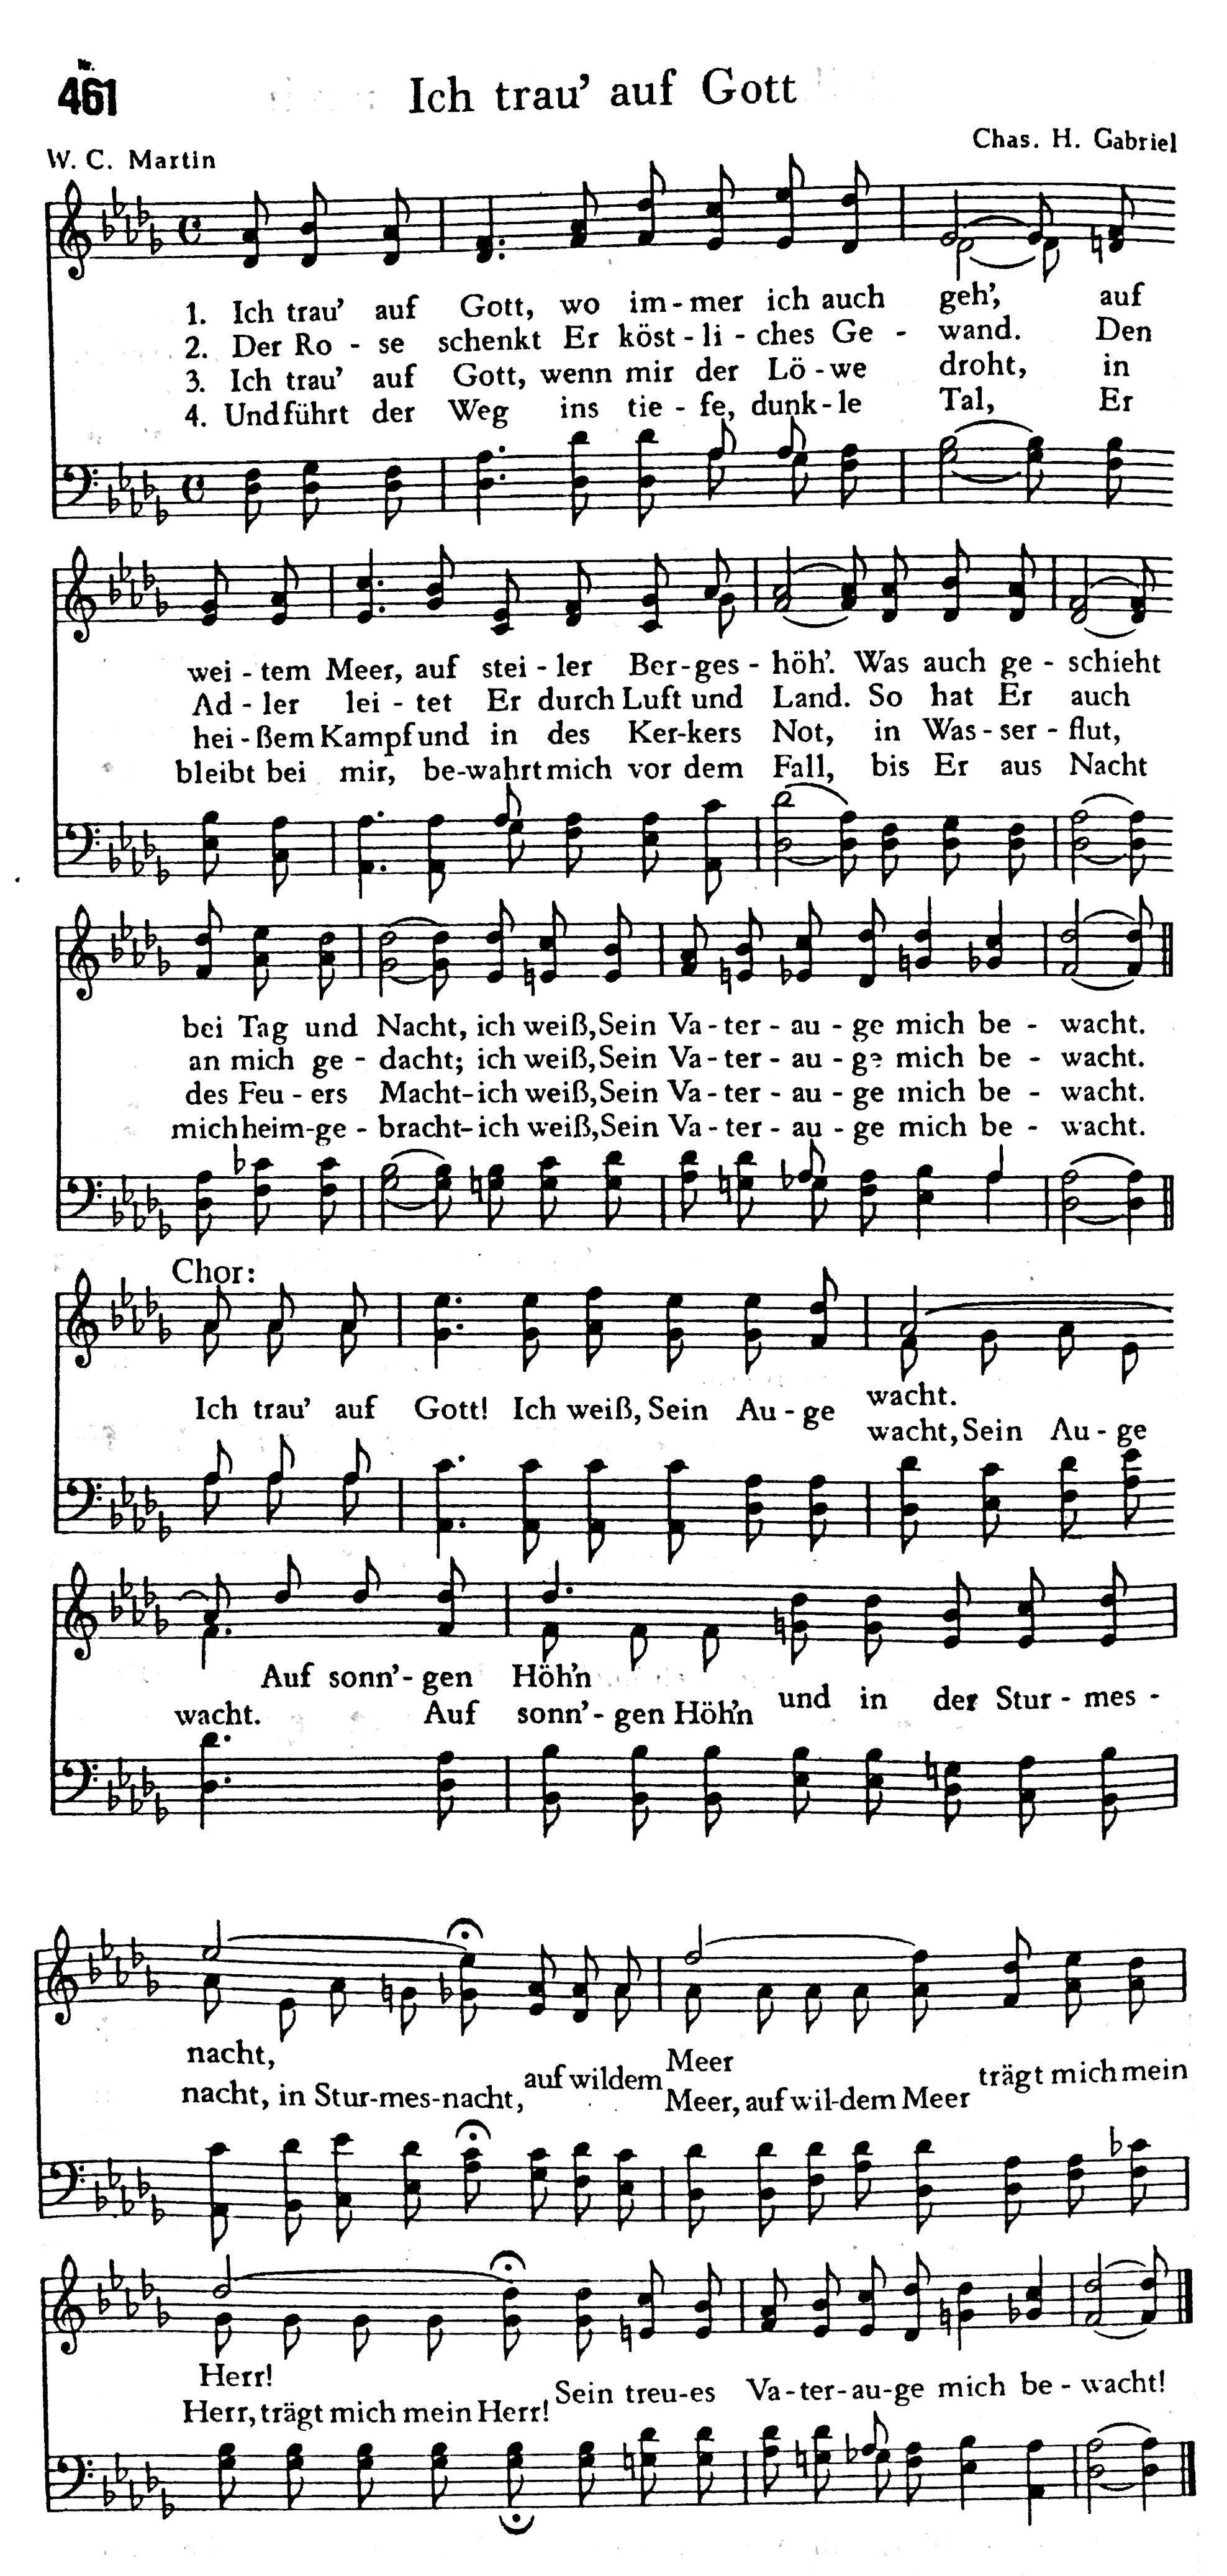 Nr.
461
Ich trau' auf Gott
W. C. Martin
Chas. H. Gabriel
1. Ich trau' auf Gott, wo im-mer ich auch geh', auf
2. Der Ro - se schenkt Er köst-li-ches Ge - wand. Den
3. Ich trau' auf Gott, wenn mir der Lö-we droht, in
4. Und führt der Weg ins tie-fe, dunk-le Tal, Er
wei-tem Meer, auf stei-ler Ber-ges-höh'. Was auch ge-schieht
Ad-ler lei-tet Er durch Luft und Land. So hat Er auch
hei-ßem Kampf und in des Ker-kers Not, in Was-ser-flut,
bleibt bei mir, be-wahrt mich vor dem Fall, bis Er aus Nacht
bei Tag und Nacht, ich weiß, Sein Va-ter-au-ge mich be-wacht.
an mich ge-dacht; ich weiß, Sein Va-ter-au-ge mich be-wacht.
des Feu-ers Macht-ich weiß, Sein Va-ter-au-ge mich be-wacht.
mich heim-ge-bracht-ich weiß, Sein Va-ter-au-ge mich be-wacht.
Chor:
Ich trau' auf Gott! Ich weiß, Sein Au-ge wacht.
wacht, Sein Au-ge
Auf sonn'-gen Höh'n
wacht. Auf sonn'-gen Höh'n und in der Stur-mes-
nacht, Meer
nacht, in Stur-mes-nacht, auf wildem Meer, auf wil-dem Meer trägt mich mein
Herr!
Herr, trägt mich mein Herr! Sein treu-es Va-ter-au-ge mich be-wacht!